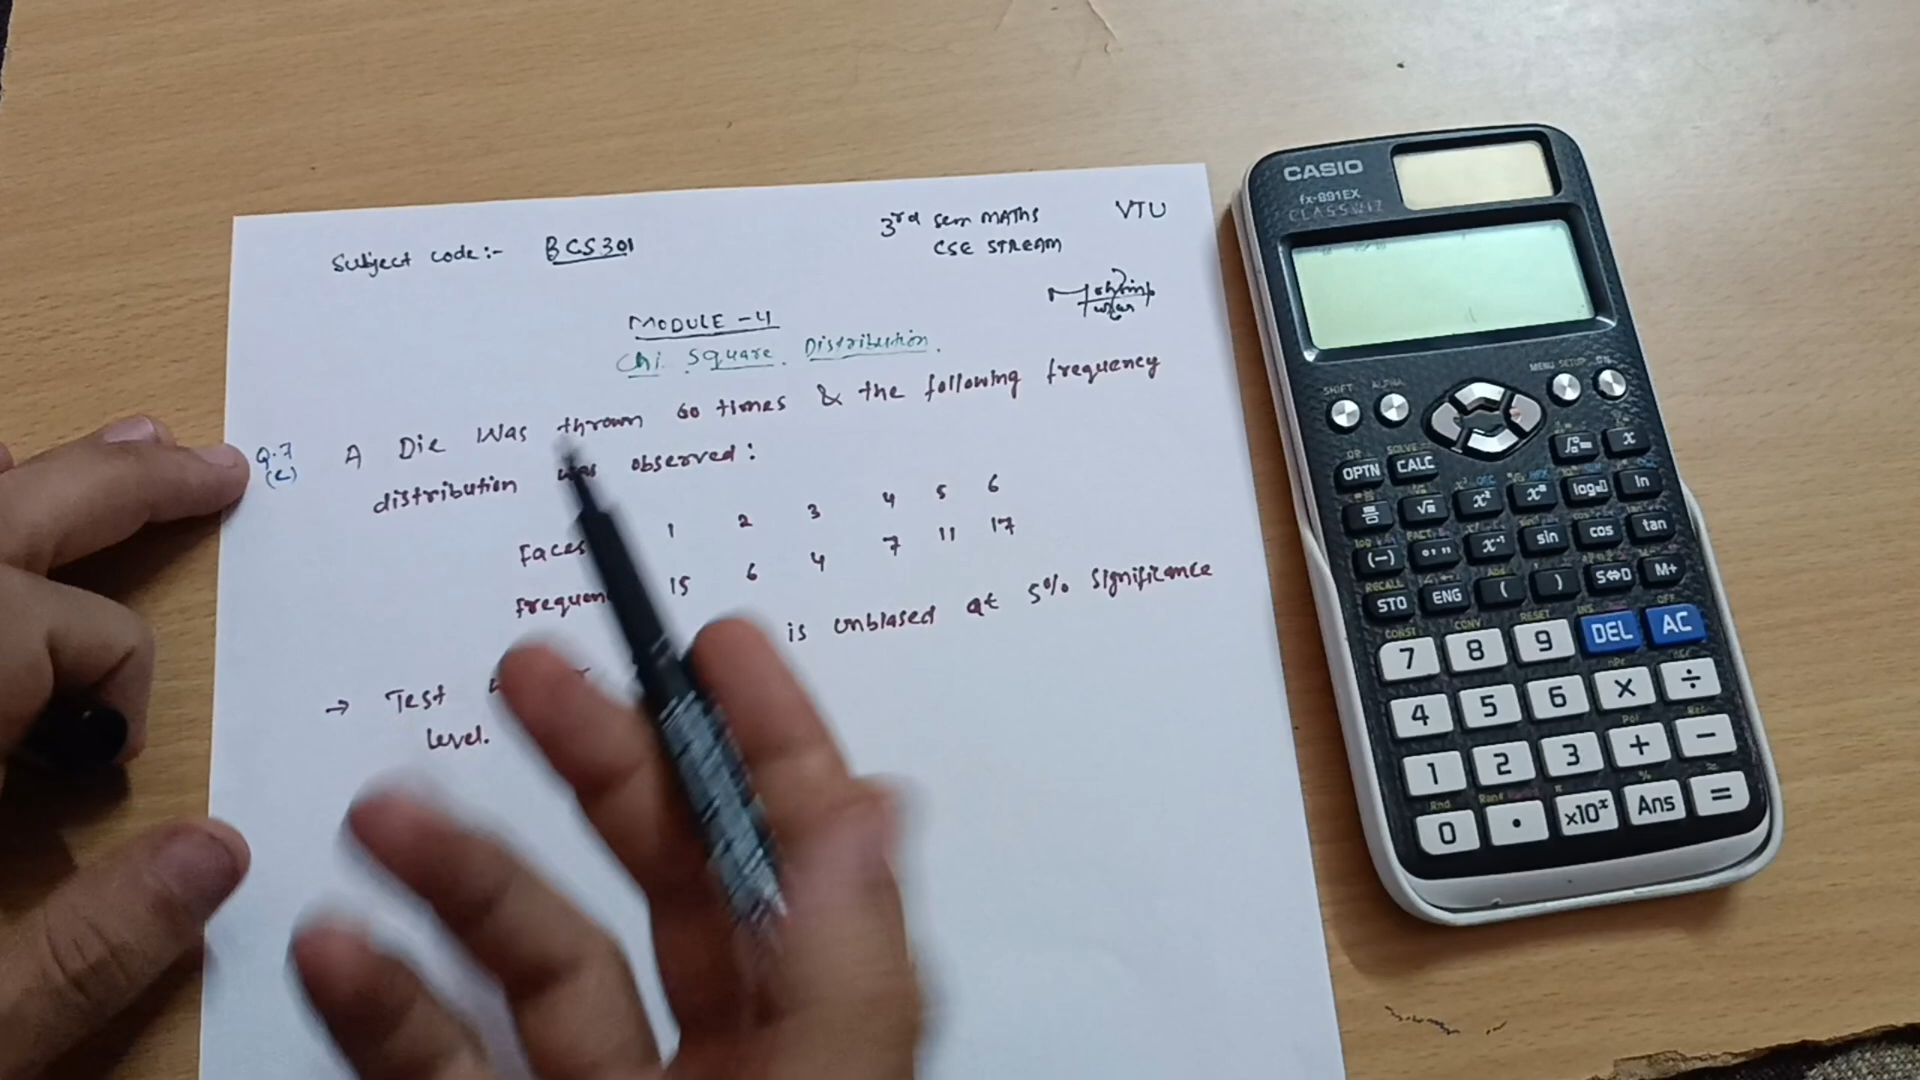 Subject code:- BCS301
3rd sem MATHS VTU
CSE STREAM
MODULE - 4
Chi Square Distribution.
Q.7 A Die Was thrown 60 times & the following frequency
(c) distribution was observed:
Faces 1 2 3 4 5 6
15 6 4 7 11 17
→ Test is unbiased at 5% significance
level.
CASIO
fx-991EX
CLASSWIZ
SHIFT ALPHA MENU SETUP ON
OPTN CALC x
log ln
(−) sin cos tan
STO ENG ( ) S⇔D M+
7 8 9 DEL AC
4 5 6 × ÷
1 2 3 + −
0 • ×10ˣ Ans =